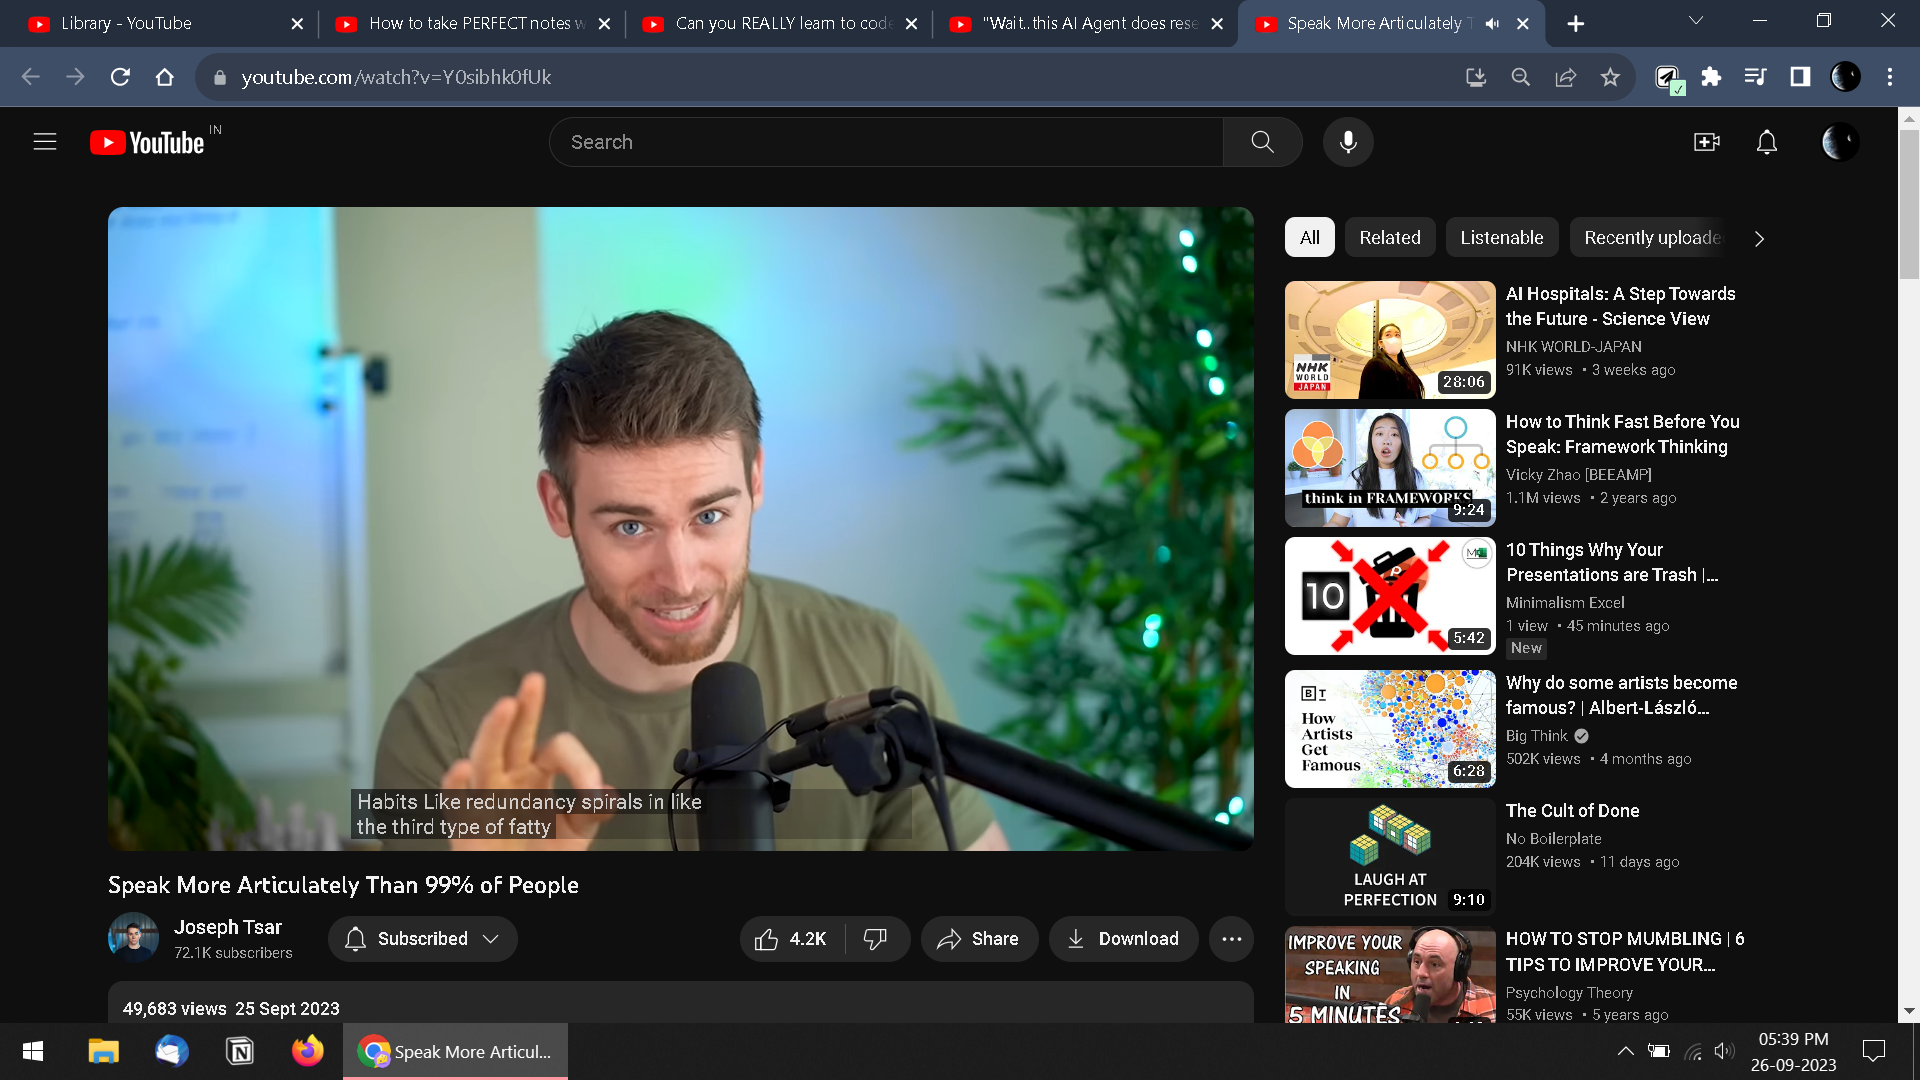 Library - YouTube
How to take PERFECT notes w
Can you REALLY learn to code
"Wait..this AI Agent does rese
Speak More Articulately T
youtube.com/watch?v=Y0sibhk0fUk
YouTube IN
Search
All
Related
Listenable
Recently uploade
AI Hospitals: A Step Towards
the Future - Science View
NHK WORLD-JAPAN
91K views • 3 weeks ago
NHK
WORLD
JAPAN
28:06
How to Think Fast Before You
Speak: Framework Thinking
Vicky Zhao [BEEAMP]
1.1M views • 2 years ago
think in FRAMEWORKS
9:24
10 Things Why Your
Presentations are Trash |...
Minimalism Excel
1 view • 45 minutes ago
New
10
5:42
Why do some artists become
famous? | Albert-László...
Big Think
502K views • 4 months ago
B T
How
Artists
Get
Famous
6:28
The Cult of Done
No Boilerplate
204K views • 11 days ago
LAUGH AT
PERFECTION
9:10
HOW TO STOP MUMBLING | 6
TIPS TO IMPROVE YOUR...
Psychology Theory
55K views • 5 years ago
IMPROVE YOUR
SPEAKING
IN
5 MINUTES
Habits Like redundancy spirals in like
the third type of fatty
Speak More Articulately Than 99% of People
Joseph Tsar
72.1K subscribers
Subscribed
4.2K
Share
Download
49,683 views 25 Sept 2023
Speak More Articul...
05:39 PM
26-09-2023